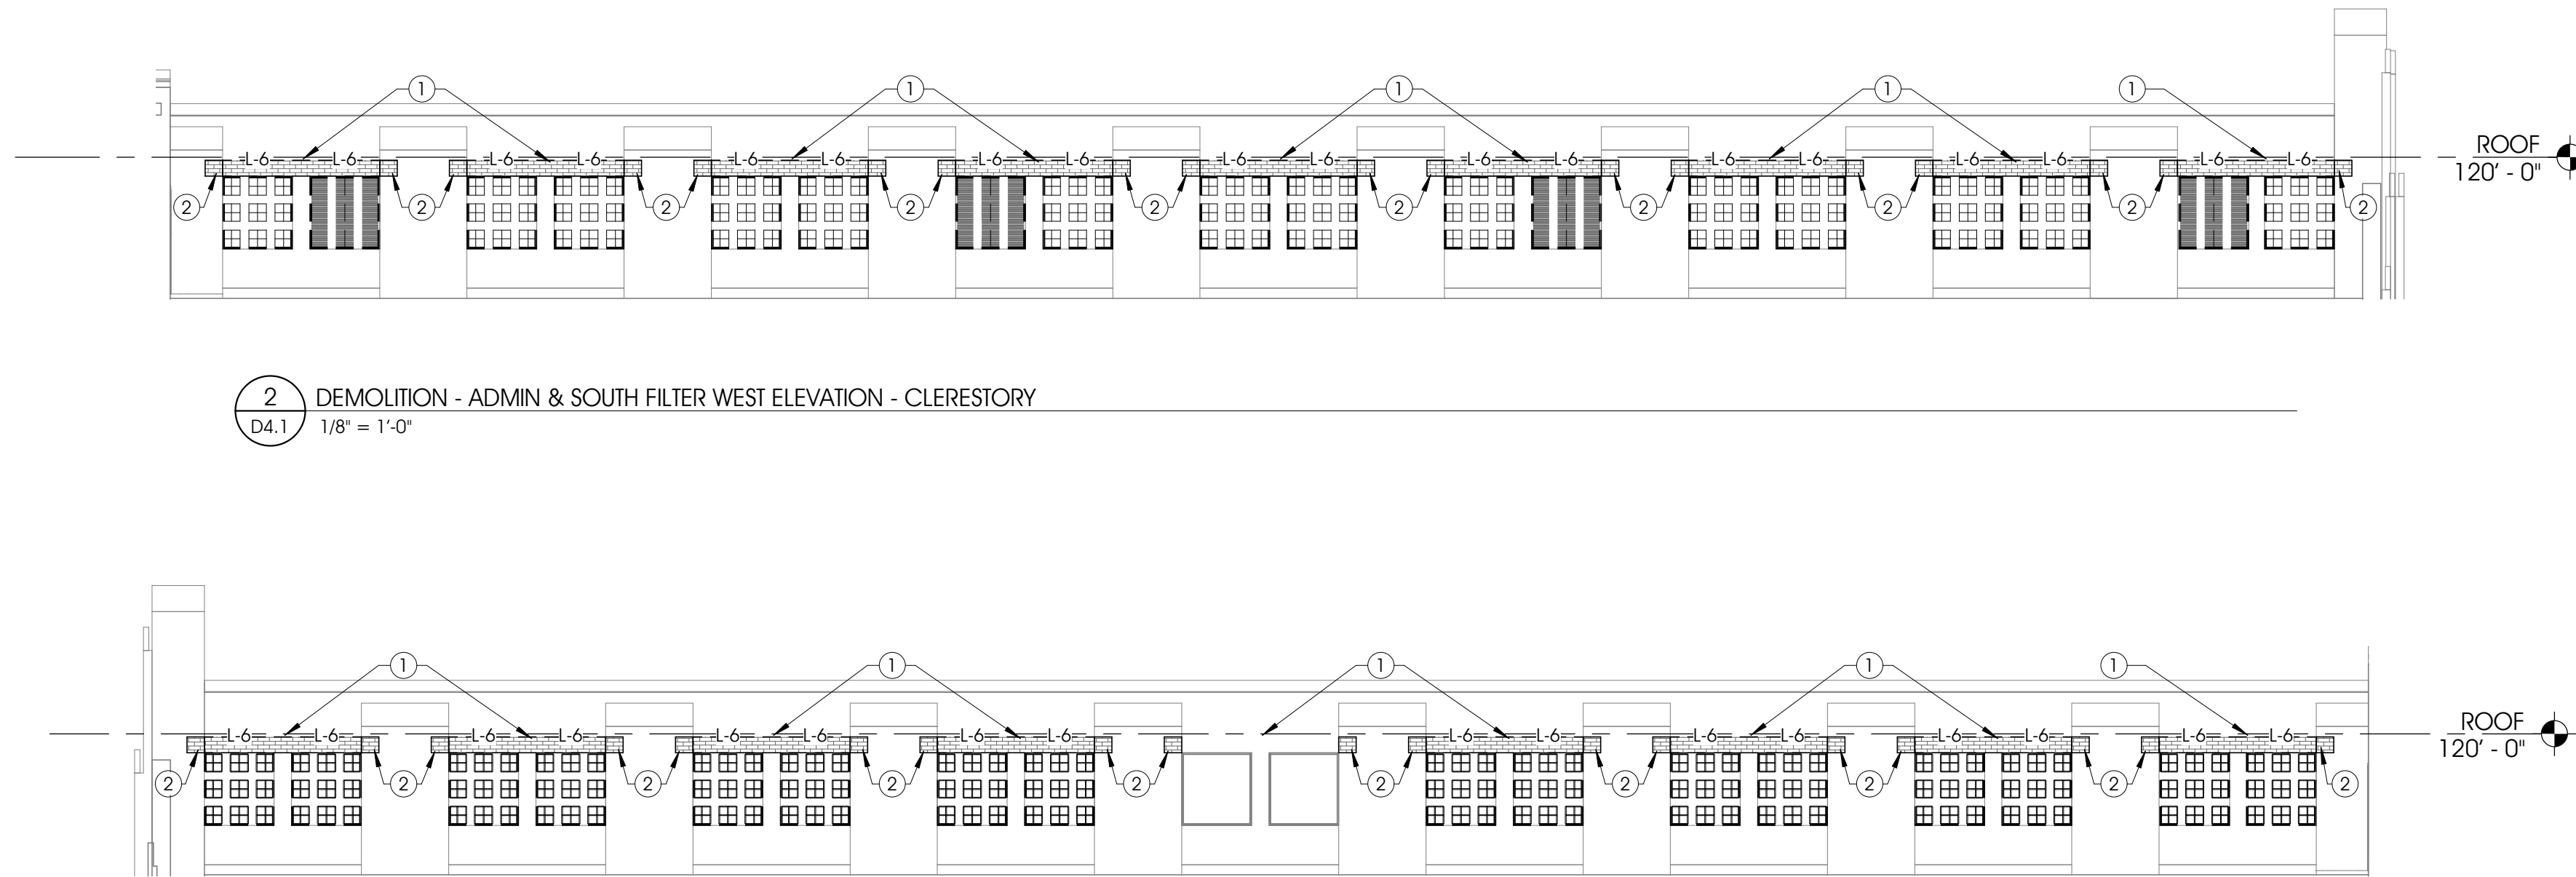 1 1 1 1 1
ROOF
120' - 0"
L-6 L-6 L-6 L-6 L-6 L-6 L-6 L-6 L-6 L-6 L-6 L-6 L-6 L-6 L-6 L-6 L-6 L-6
2 2 2 2 2 2 2 2 2 2
2 DEMOLITION - ADMIN & SOUTH FILTER WEST ELEVATION - CLERESTORY
D4.1 1/8" = 1'-0"
1 1 1 1 1
ROOF
120' - 0"
L-6 L-6 L-6 L-6 L-6 L-6 L-6 L-6 L-6 L-6 L-6 L-6 L-6 L-6 L-6 L-6
2 2 2 2 2 2 2 2 2 2